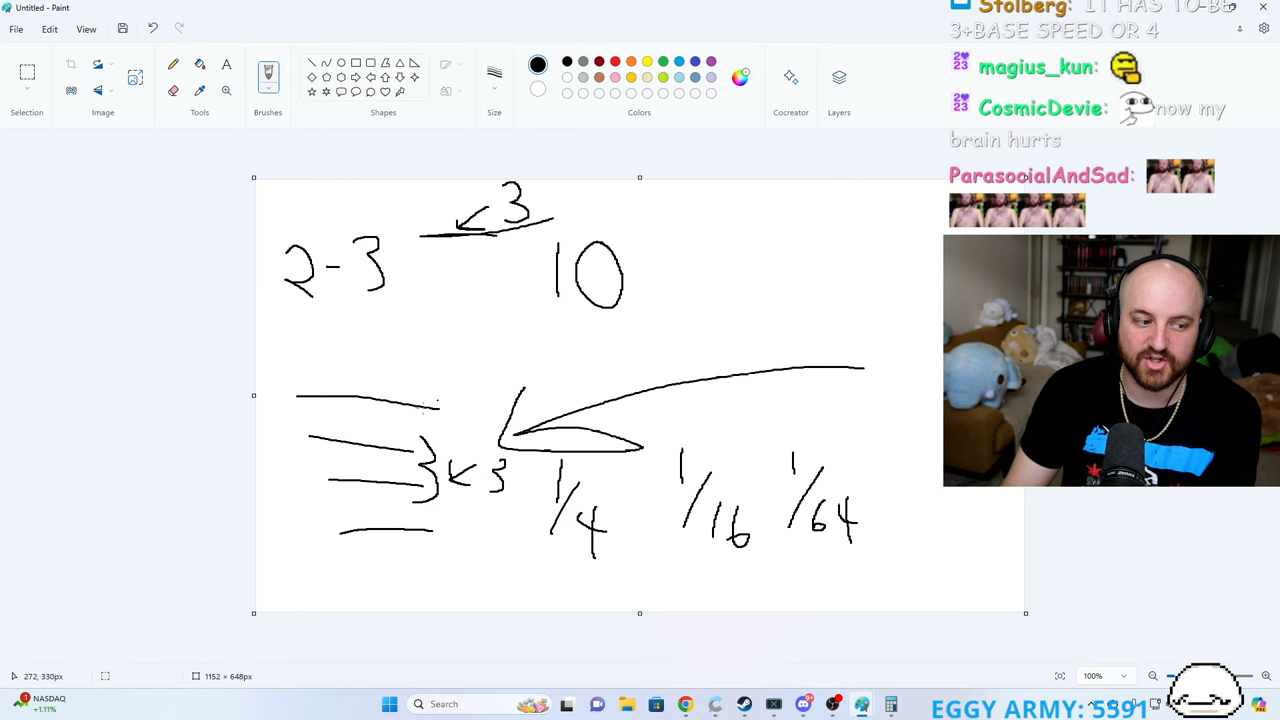 Untitled - Paint
File Edit View
Selection
Image
Tools
Brushes
Shapes
Size
Colors
Cocreator
Layers
Stolberg: IT HAS TO BE
3+BASE SPEED OR 4
magius_kun:
CosmicDevie: now my
brain hurts
ParasocialAndSad:
3
2-3
10
3
1/4
1/16
1/64
272, 330px
1152 × 648px
100%
NASDAQ
+1.11%
Search
EGGY ARMY: 5591